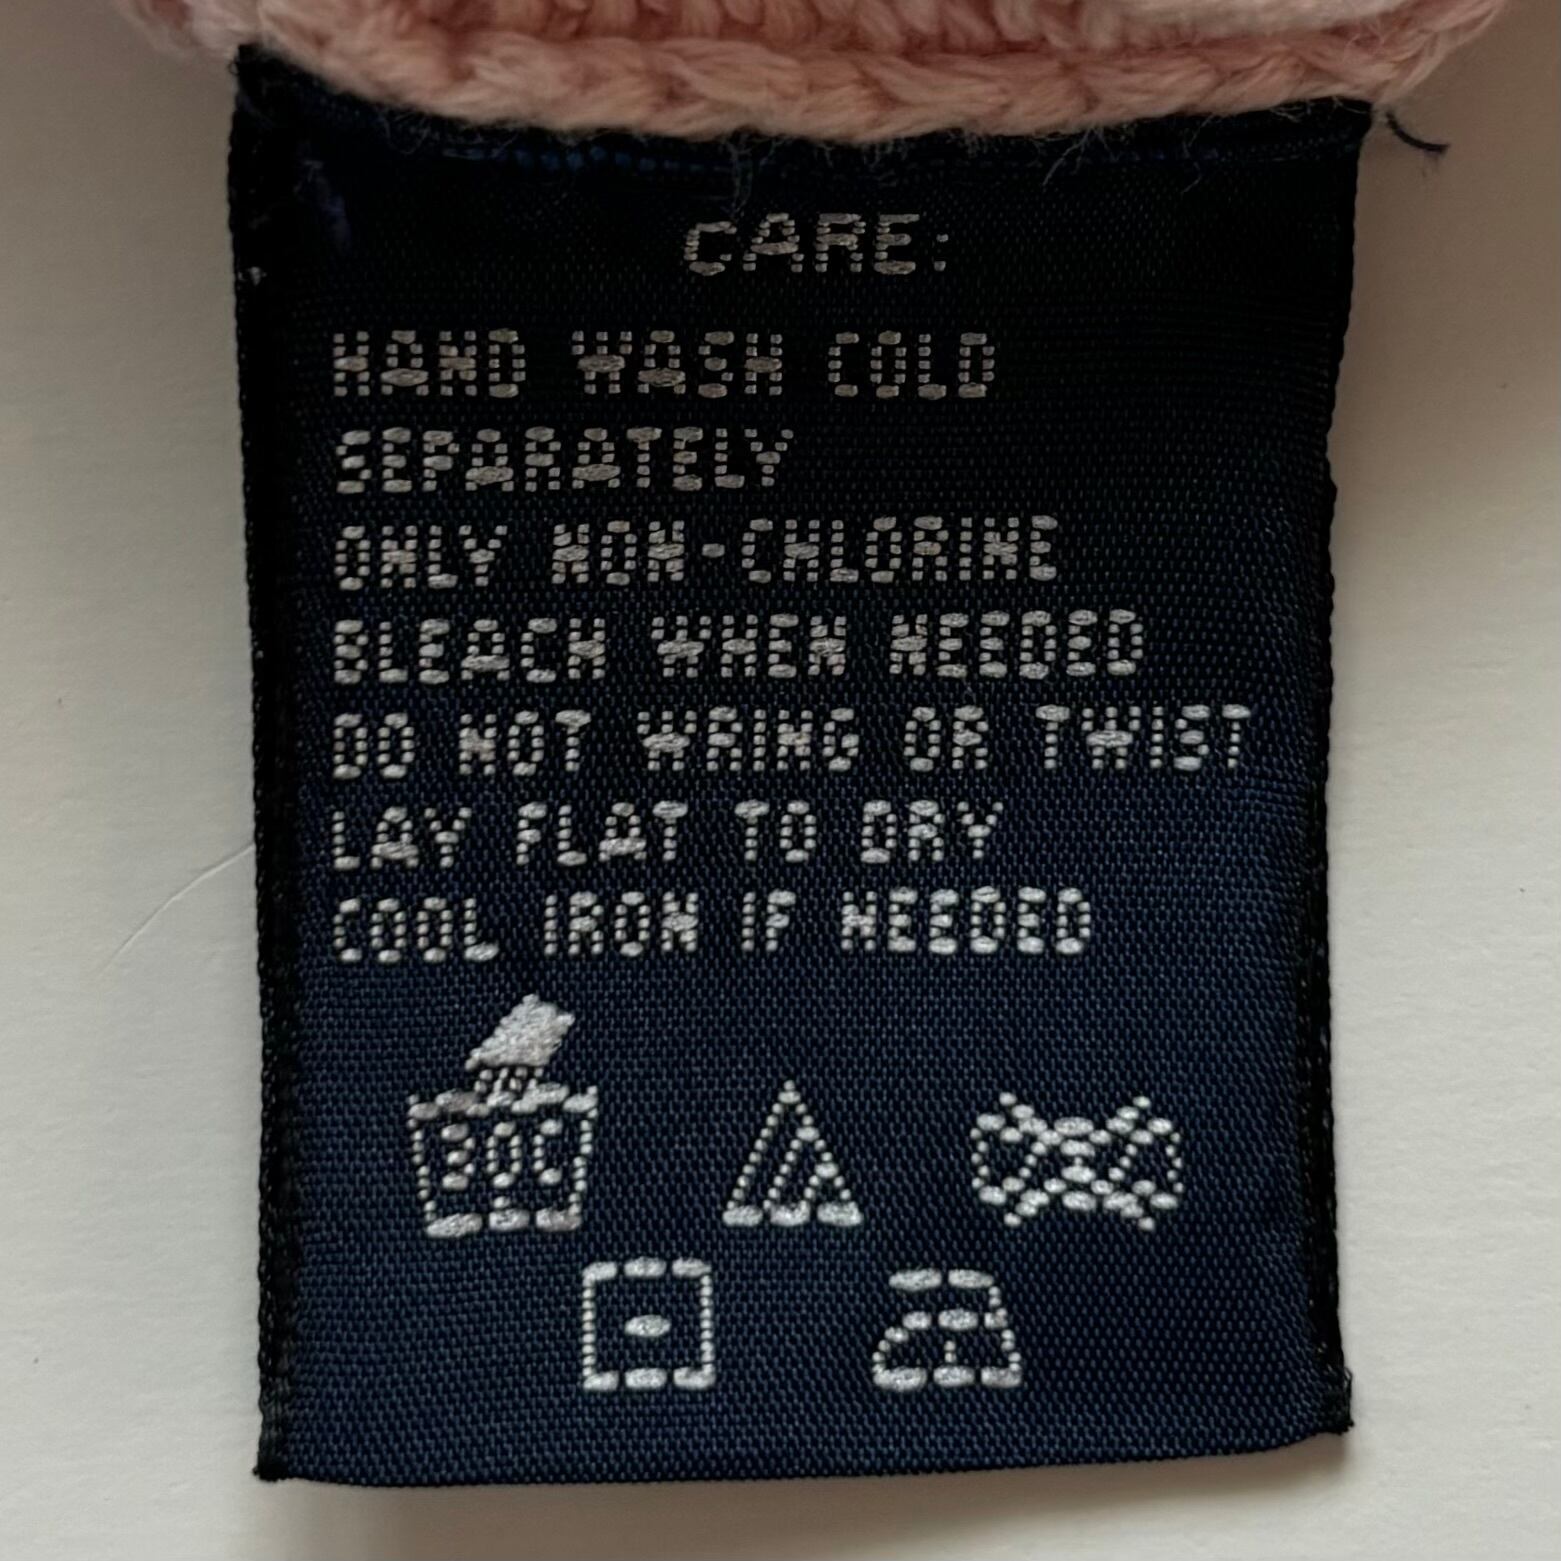 CARE:
HAND WASH COLD
SEPARATELY
ONLY NON-CHLORINE
BLEACH WHEN NEEDED
DO NOT WRING OR TWIST
LAY FLAT TO DRY
COOL IRON IF NEEDED
30C